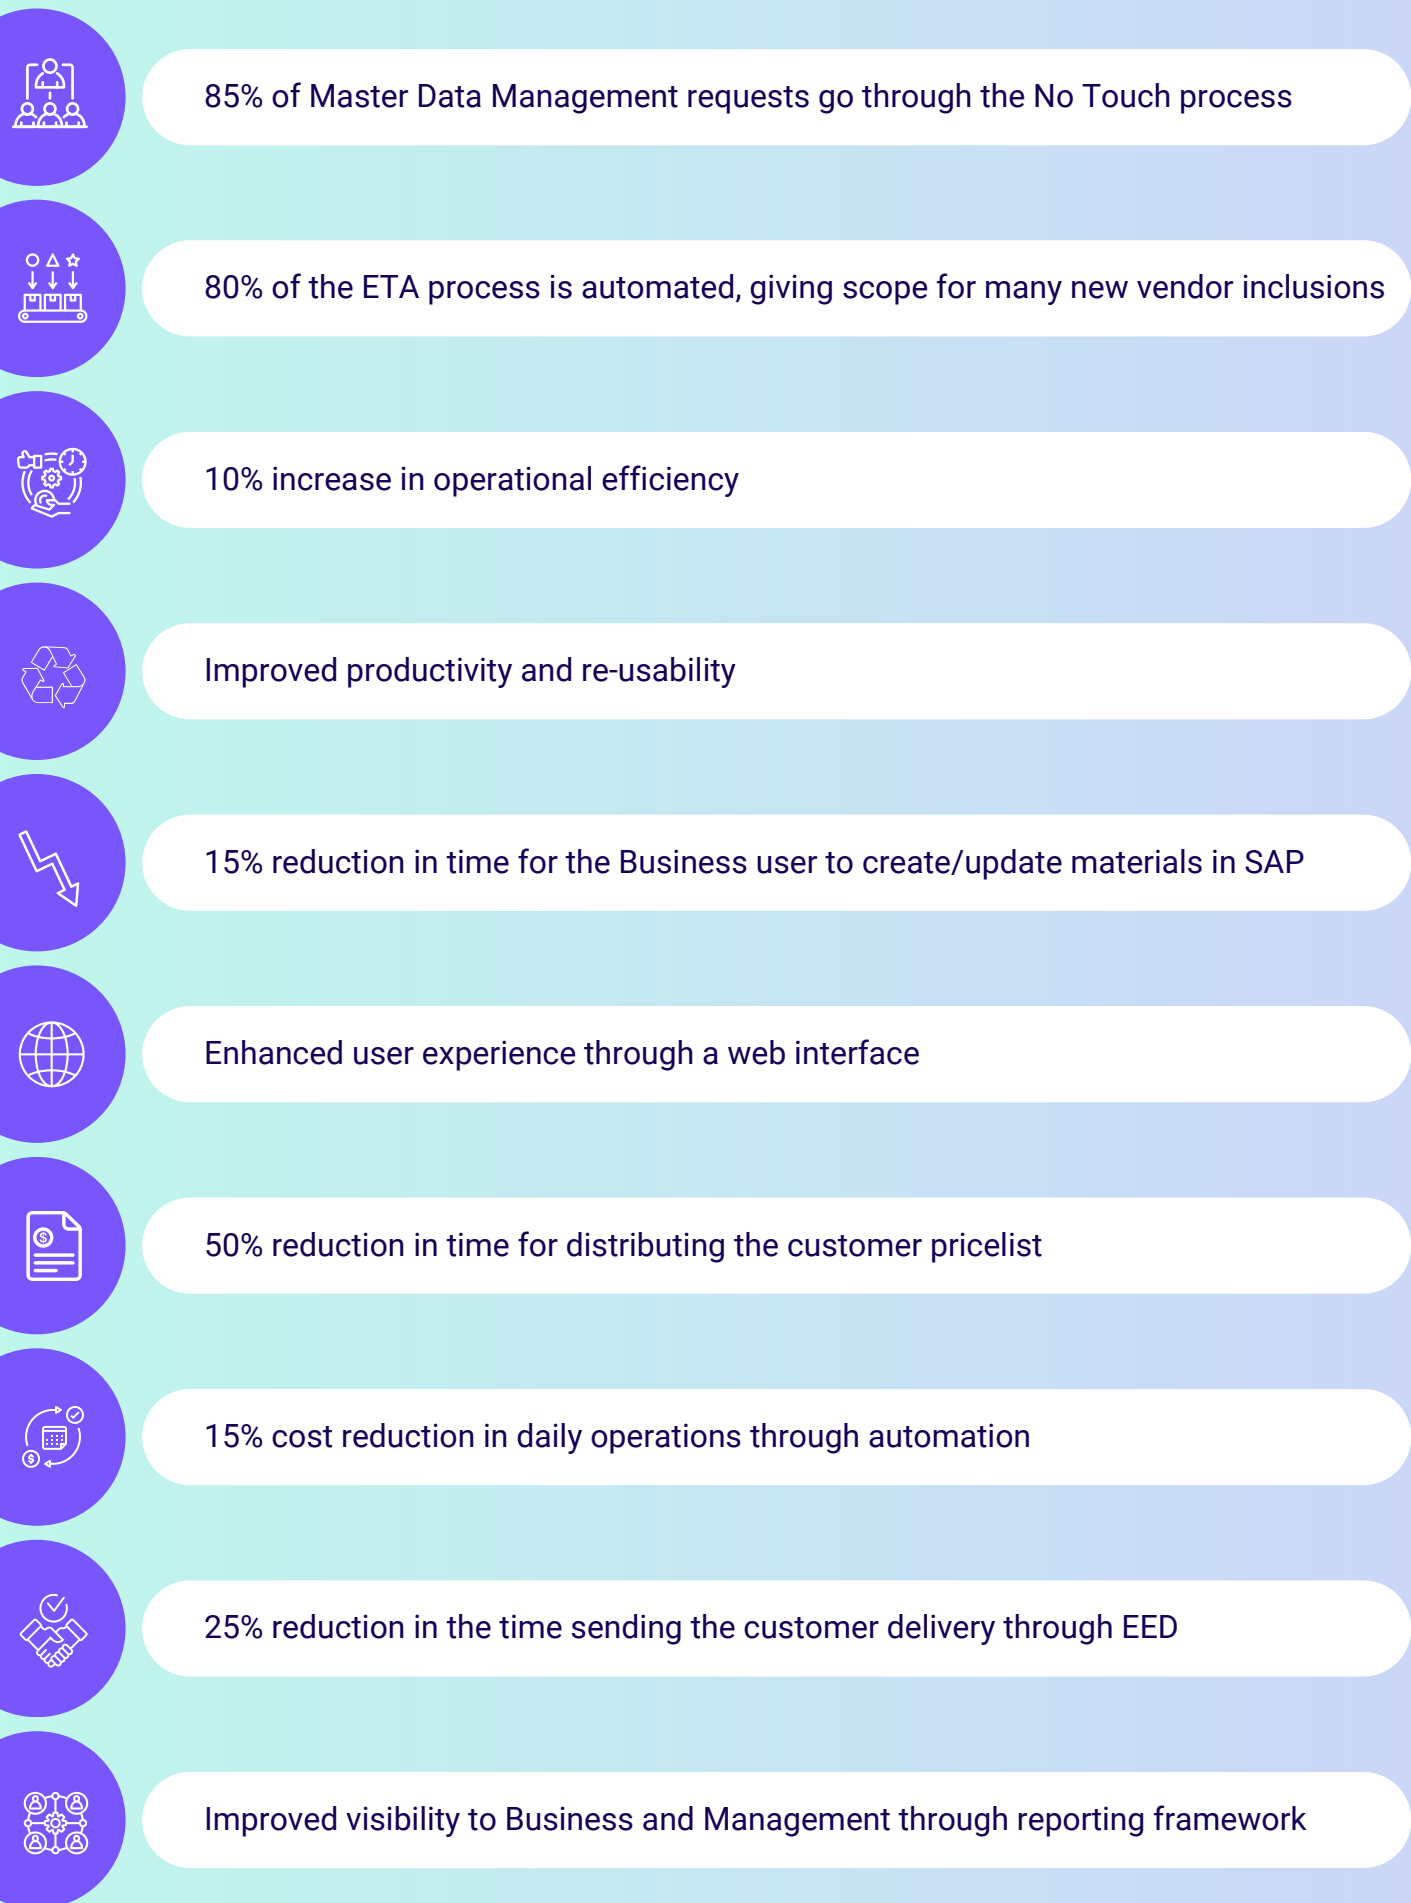 85% of Master Data Management requests go through the No Touch process
80% of the ETA process is automated, giving scope for many new vendor inclusions
10% increase in operational efficiency
Improved productivity and re-usability
15% reduction in time for the Business user to create/update materials in SAP
Enhanced user experience through a web interface
$
50% reduction in time for distributing the customer pricelist
$
15% cost reduction in daily operations through automation
25% reduction in the time sending the customer delivery through EED
Improved visibility to Business and Management through reporting framework